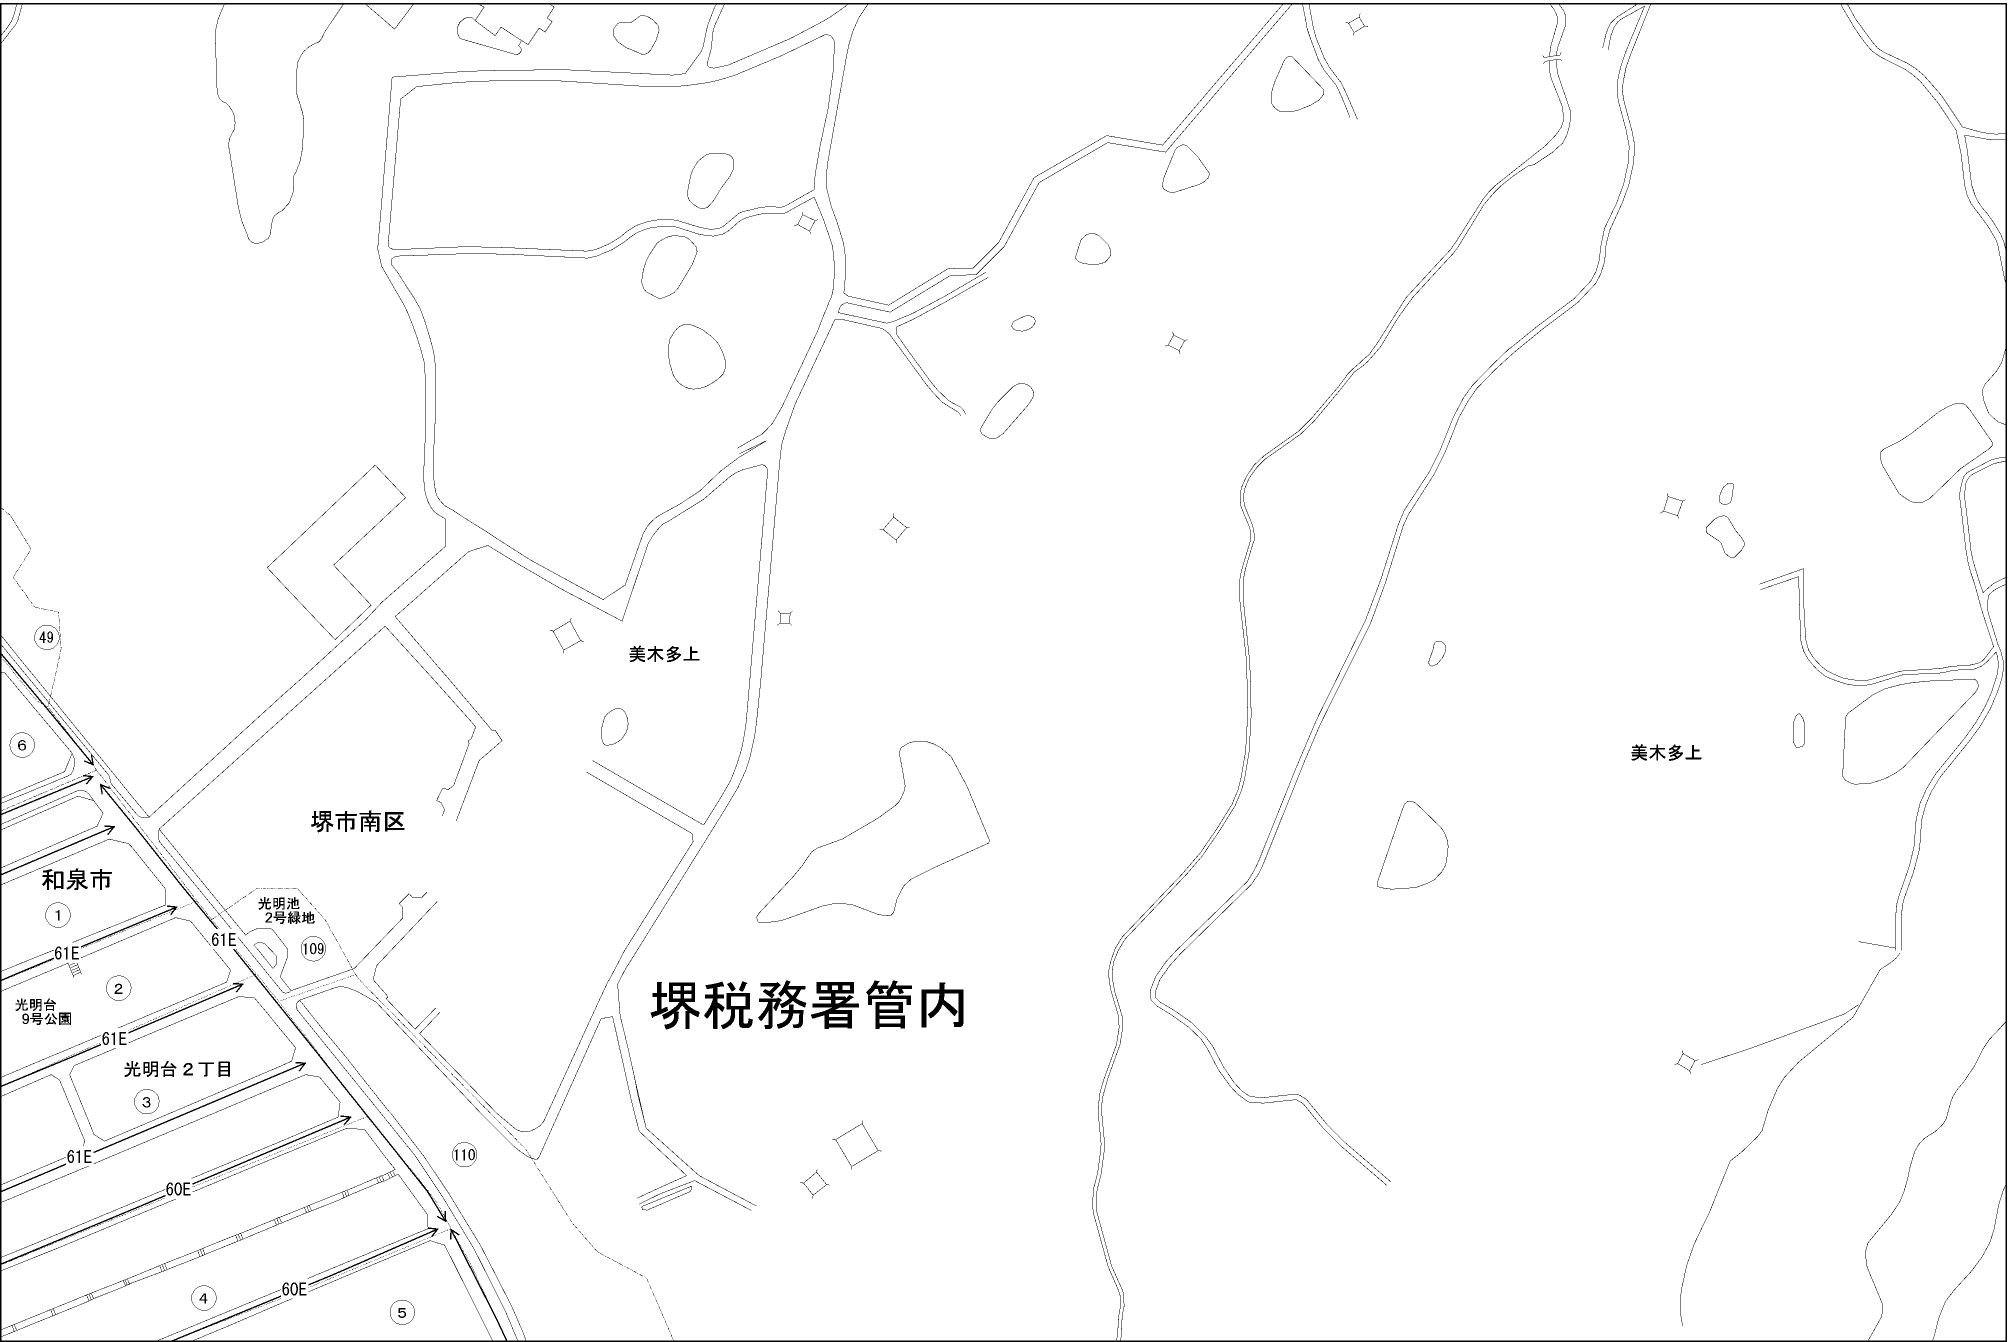 49
美木多上
6
美木多上
堺市南区
和泉市
1
光明池
2号緑地
61E
109
61E
2
光明台
9号公園
堺税務署管内
61E
光明台2丁目
3
61E
110
60E
60E
4
5